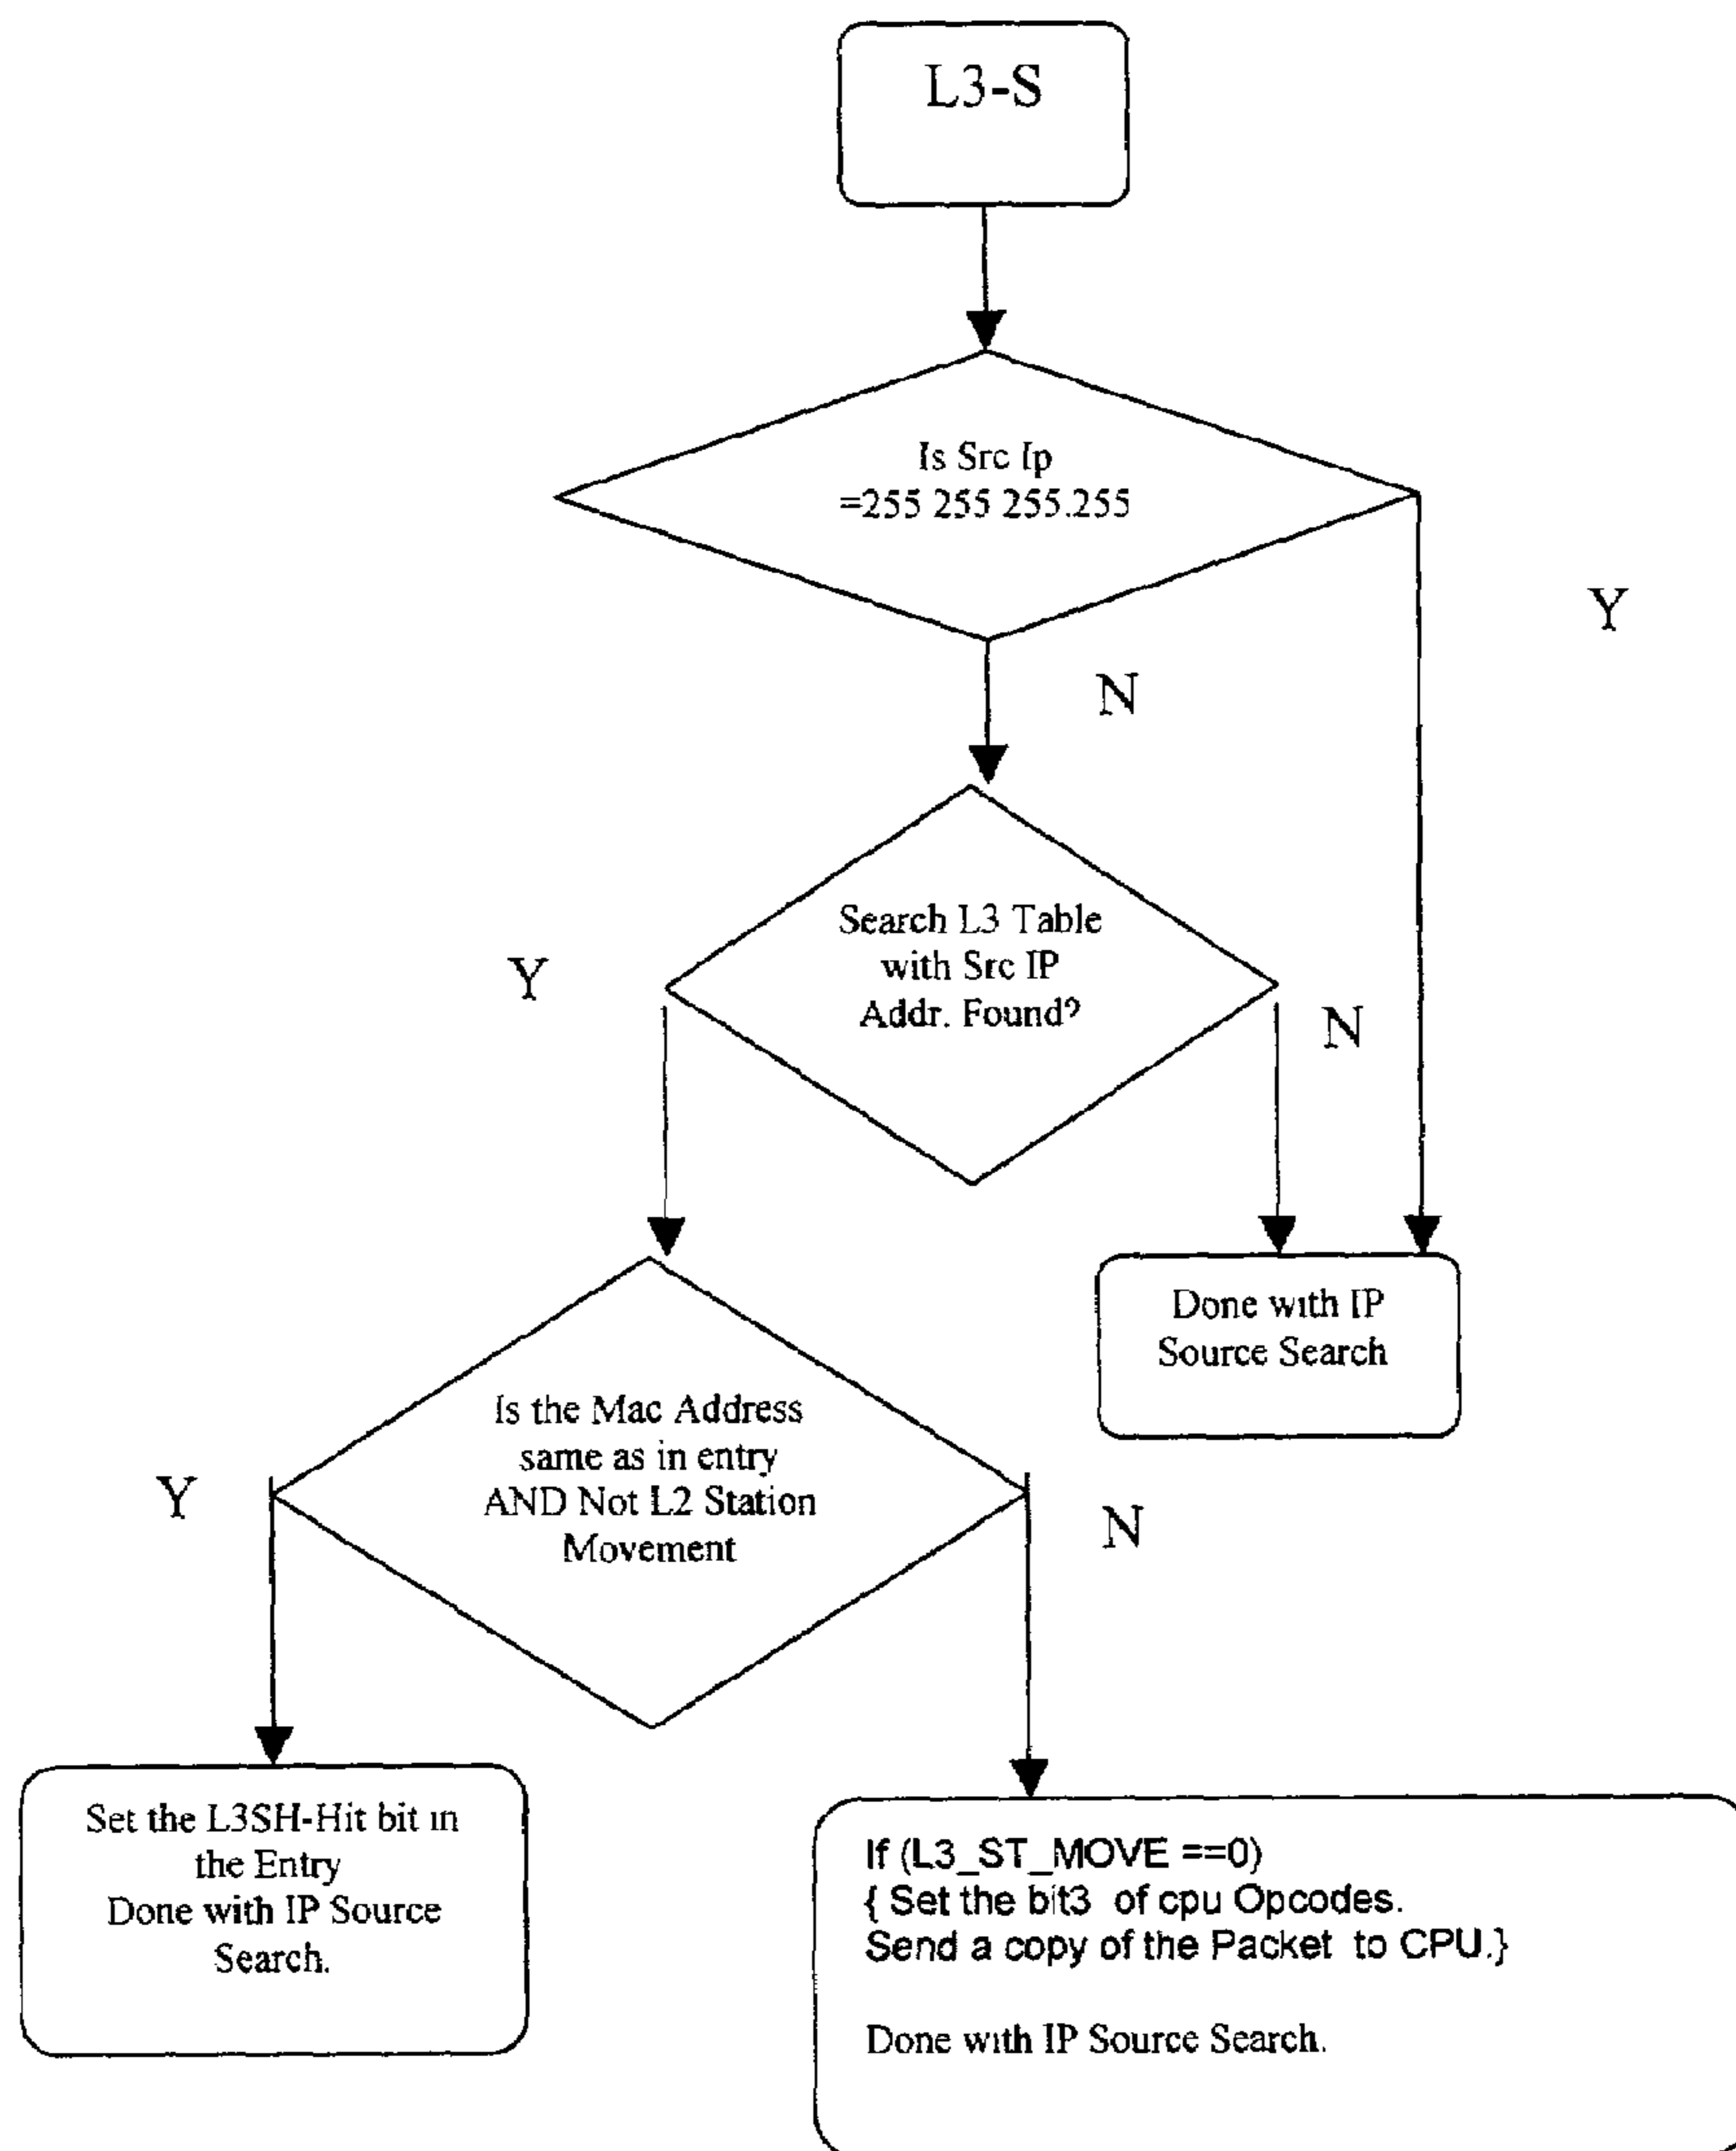 L3-S
Is Src Ip
=255 255 255.255
Y
N
Search L3 Table
with Src IP
Addr. Found?
Y
N
Done with IP
Source Search
Is the Mac Address
same as in entry
AND Not L2 Station
Movement
Y
N
Set the L3SH-Hit bit in
the Entry
Done with IP Source
Search.
If (L3_ST_MOVE ==0)
{ Set the bit3 of cpu Opcodes.
Send a copy of the Packet to CPU.}
Done with IP Source Search.